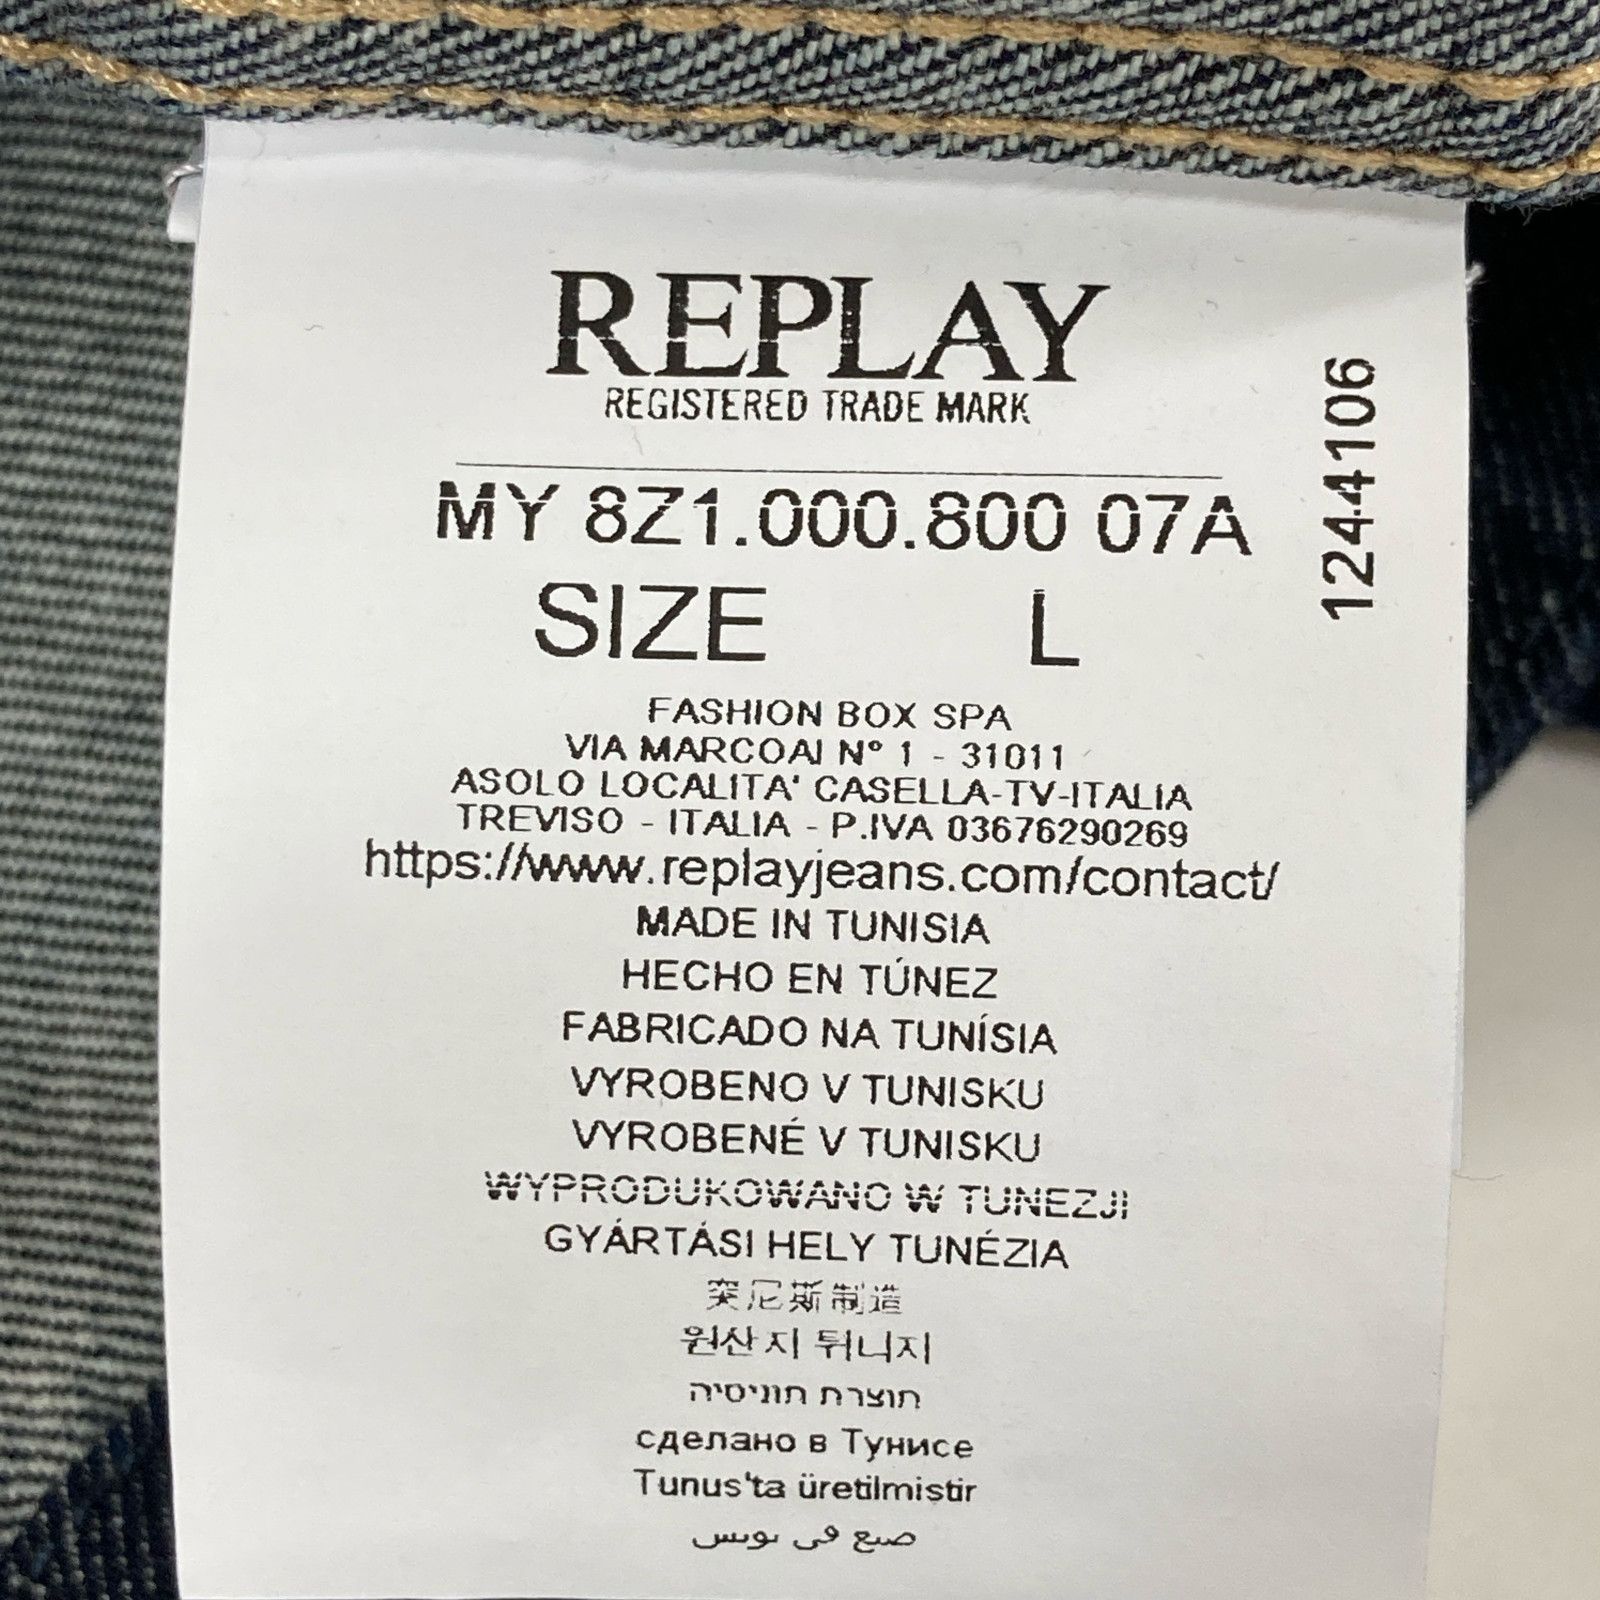 REPLAY
REGISTERED TRADE MARK
1244106
MY 8Z1.000.800 07A
SIZE L
FASHION BOX SPA
VIA MARCOAI N° 1 - 31011
ASOLO LOCALITA' CASELLA-TV-ITALIA
TREVISO - ITALIA - P.IVA 03676290269
https://www.replayjeans.com/contact/
MADE IN TUNISIA
HECHO EN TÚNEZ
FABRICADO NA TUNÍSIA
VYROBENO V TUNISKU
VYROBENÉ V TUNISKU
WYPRODUKOWANO W TUNEZJI
GYÁRTÁSI HELY TUNÉZIA
突尼斯制造
원산지 튀니지
תוצרת תוניסיה
сделано в Тунисе
Tunus'ta üretilmistir
صنع في تونس